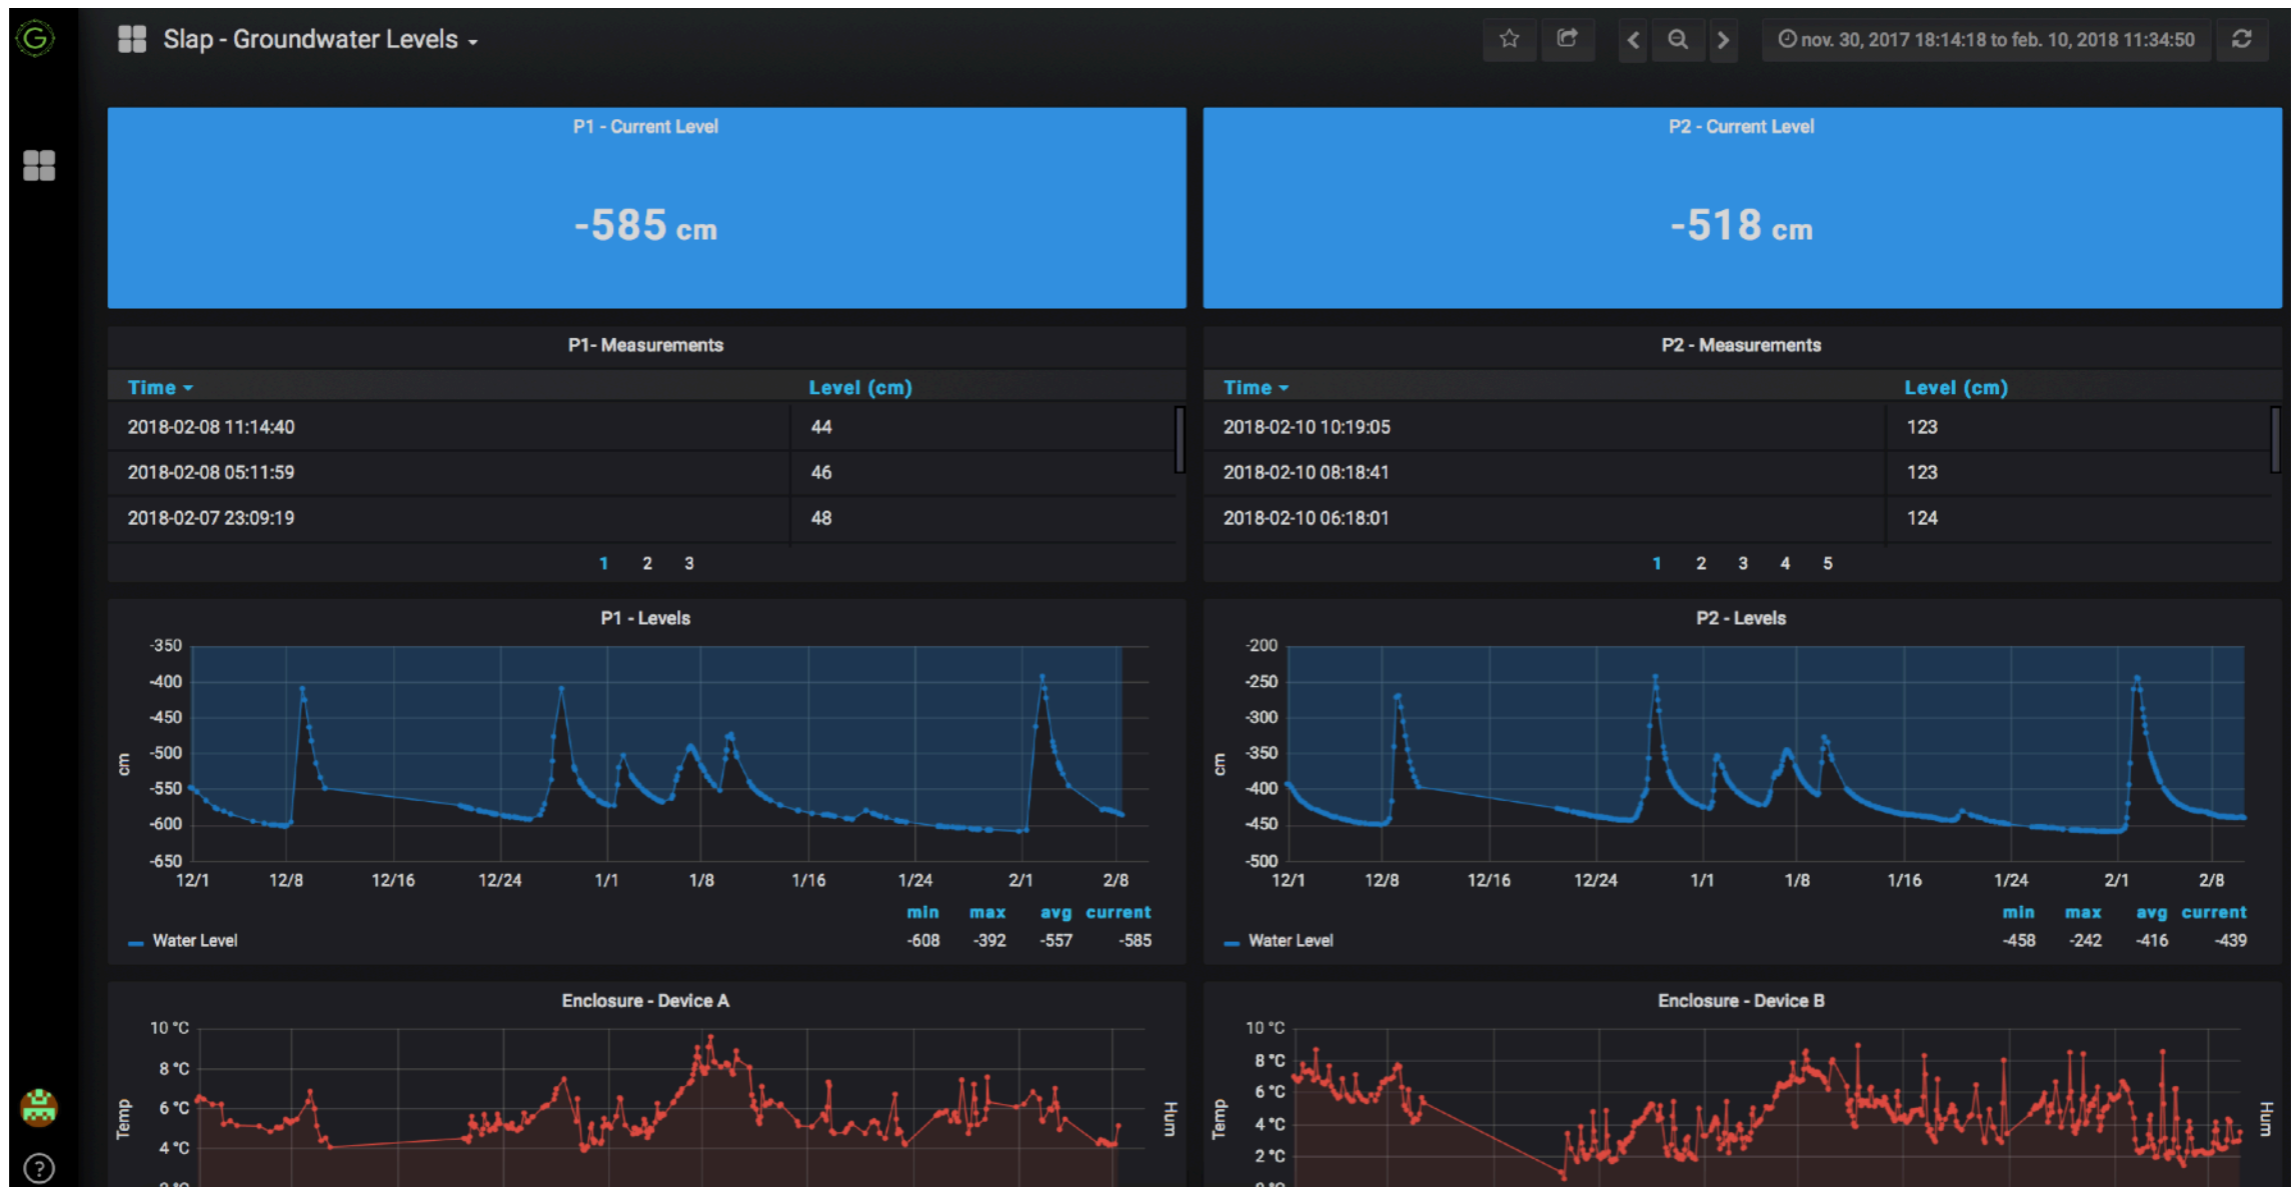 Slap - Groundwater Levels
nov. 30, 2017 18:14:18 to feb. 10, 2018 11:34:50
P1 - Current Level
-585 cm
P2 - Current Level
-518 cm
P1- Measurements
Time Level (cm)
2018-02-08 11:14:40 44
2018-02-08 05:11:59 46
2018-02-07 23:09:19 48
1 2 3
P2 - Measurements
Time Level (cm)
2018-02-10 10:19:05 123
2018-02-10 08:18:41 123
2018-02-10 06:18:01 124
1 2 3 4 5
P1 - Levels
cm
-350
-400
-450
-500
-550
-600
-650
12/1 12/8 12/16 12/24 1/1 1/8 1/16 1/24 2/1 2/8
min max avg current
Water Level -608 -392 -557 -585
P2 - Levels
cm
-200
-250
-300
-350
-400
-450
-500
12/1 12/8 12/16 12/24 1/1 1/8 1/16 1/24 2/1 2/8
min max avg current
Water Level -458 -242 -416 -439
Enclosure - Device A
Temp
10 °C
8 °C
6 °C
4 °C
Hum
Enclosure - Device B
Temp
10 °C
8 °C
6 °C
4 °C
2 °C
Hum